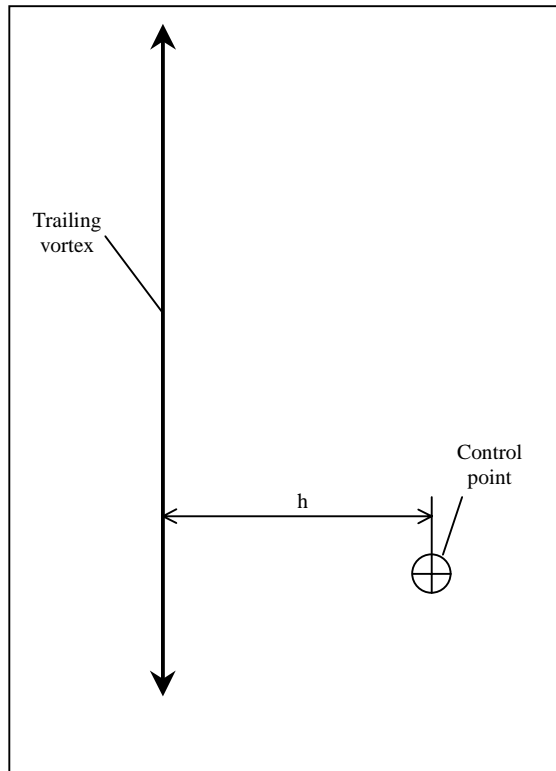 Trailing
vortex
Control
point
h